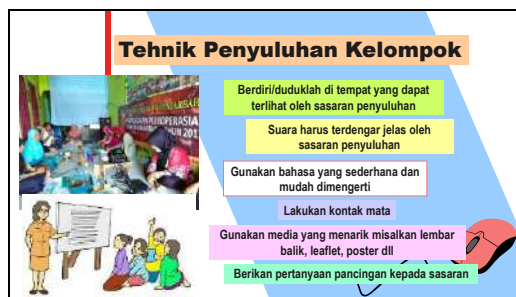 Tehnik Penyuluhan Kelompok
Berdiri/duduklah di tempat yang dapat
terlihat oleh sasaran penyuluhan
Suara harus terdengar jelas oleh
sasaran penyuluhan
Gunakan bahasa yang sederhana dan
mudah dimengerti
Lakukan kontak mata
Gunakan media yang menarik misalkan lembar
balik, leaflet, poster dll
Berikan pertanyaan pancingan kepada sasaran